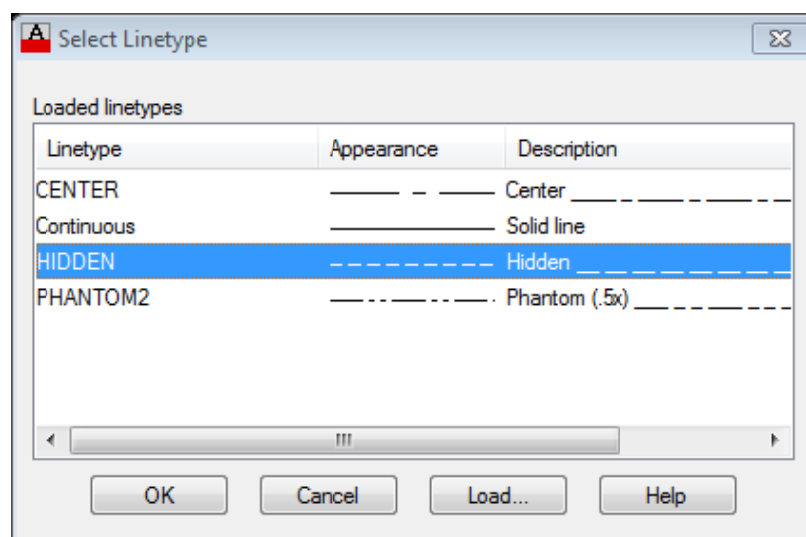 Select Linetype
Loaded linetypes
Linetype Appearance Description
CENTER Center
Continuous Solid line
HIDDEN Hidden
PHANTOM2 Phantom (.5x)
OK Cancel Load... Help